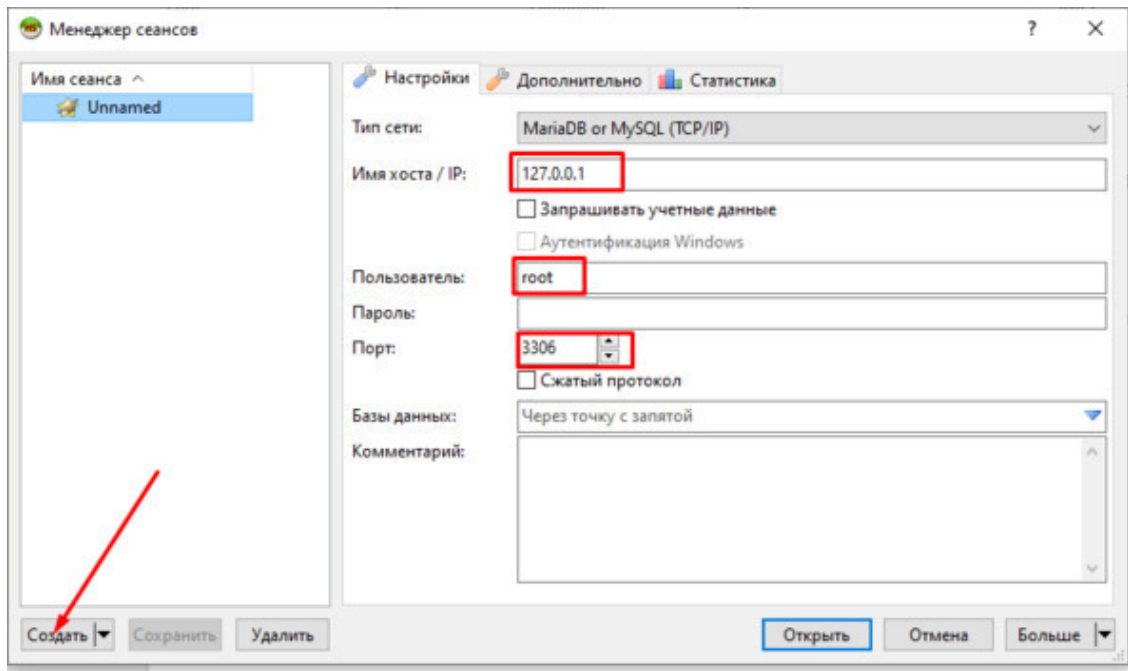 Менеджер сеансов
?
Имя сеанса
Unnamed
Настройки
Дополнительно
Статистика
Тип сети:
MariaDB or MySQL (TCP/IP)
Имя хоста / IP:
127.0.0.1
Запрашивать учетные данные
Аутентификация Windows
Пользователь:
root
Пароль:
Порт:
3306
Сжатый протокол
Базы данных:
Через точку с запятой
Комментарий:
Создать
Сохранить
Удалить
Открыть
Отмена
Больше